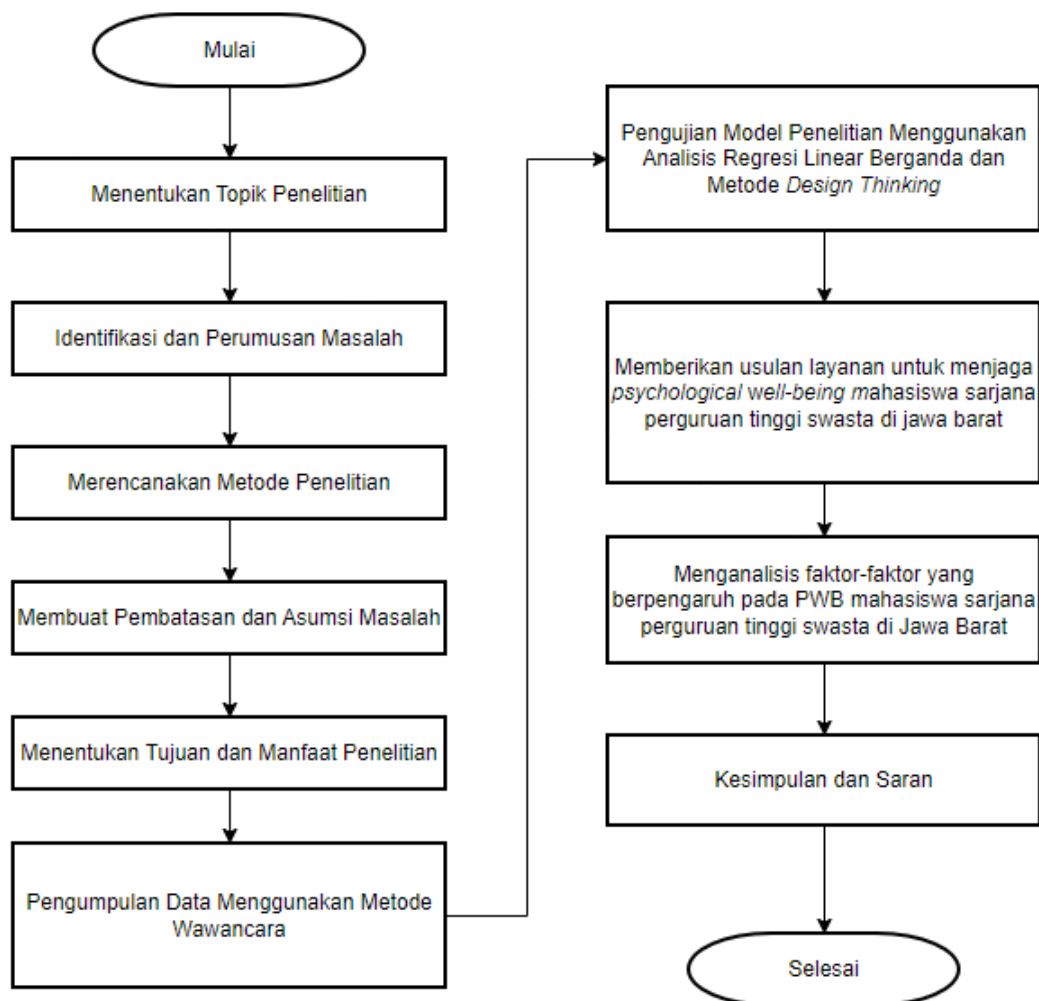 Mulai
Menentukan Topik Penelitian
Identifikasi dan Perumusan Masalah
Merencanakan Metode Penelitian
Membuat Pembatasan dan Asumsi Masalah
Menentukan Tujuan dan Manfaat Penelitian
Pengumpulan Data Menggunakan Metode
Wawancara
Pengujian Model Penelitian Menggunakan
Analisis Regresi Linear Berganda dan
Metode Design Thinking
Memberikan usulan layanan untuk menjaga
psychological well-being mahasiswa sarjana
perguruan tinggi swasta di jawa barat
Menganalisis faktor-faktor yang
berpengaruh pada PWB mahasiswa sarjana
perguruan tinggi swasta di Jawa Barat
Kesimpulan dan Saran
Selesai